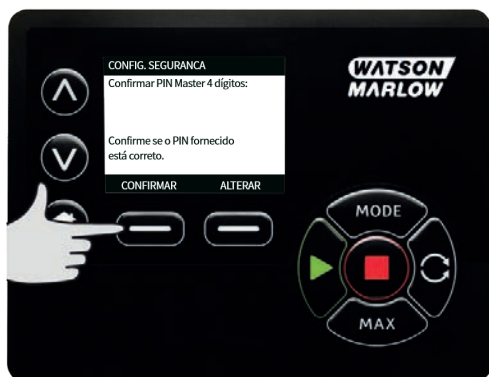 CONFIG. SEGURANCA
Confirmar PIN Master 4 dígitos:
Confirme se o PIN fornecido
está correto.
CONFIRMAR ALTERAR
WATSON
MARLOW
MODE
MAX